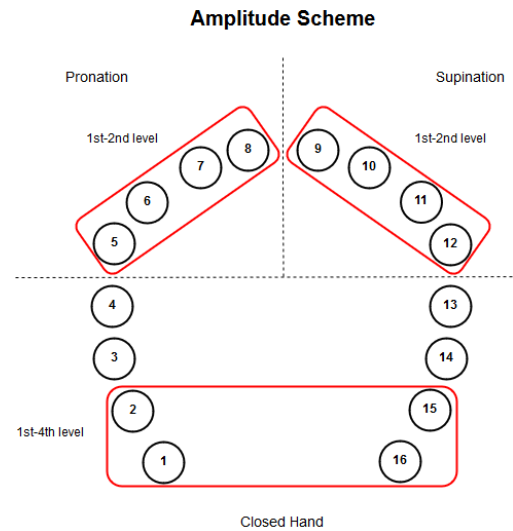 Amplitude Scheme
Pronation
Supination
1st-2nd level
1st-2nd level
8
9
7
10
6
11
5
12
4
13
3
14
2
15
1st-4th level
1
16
Closed Hand